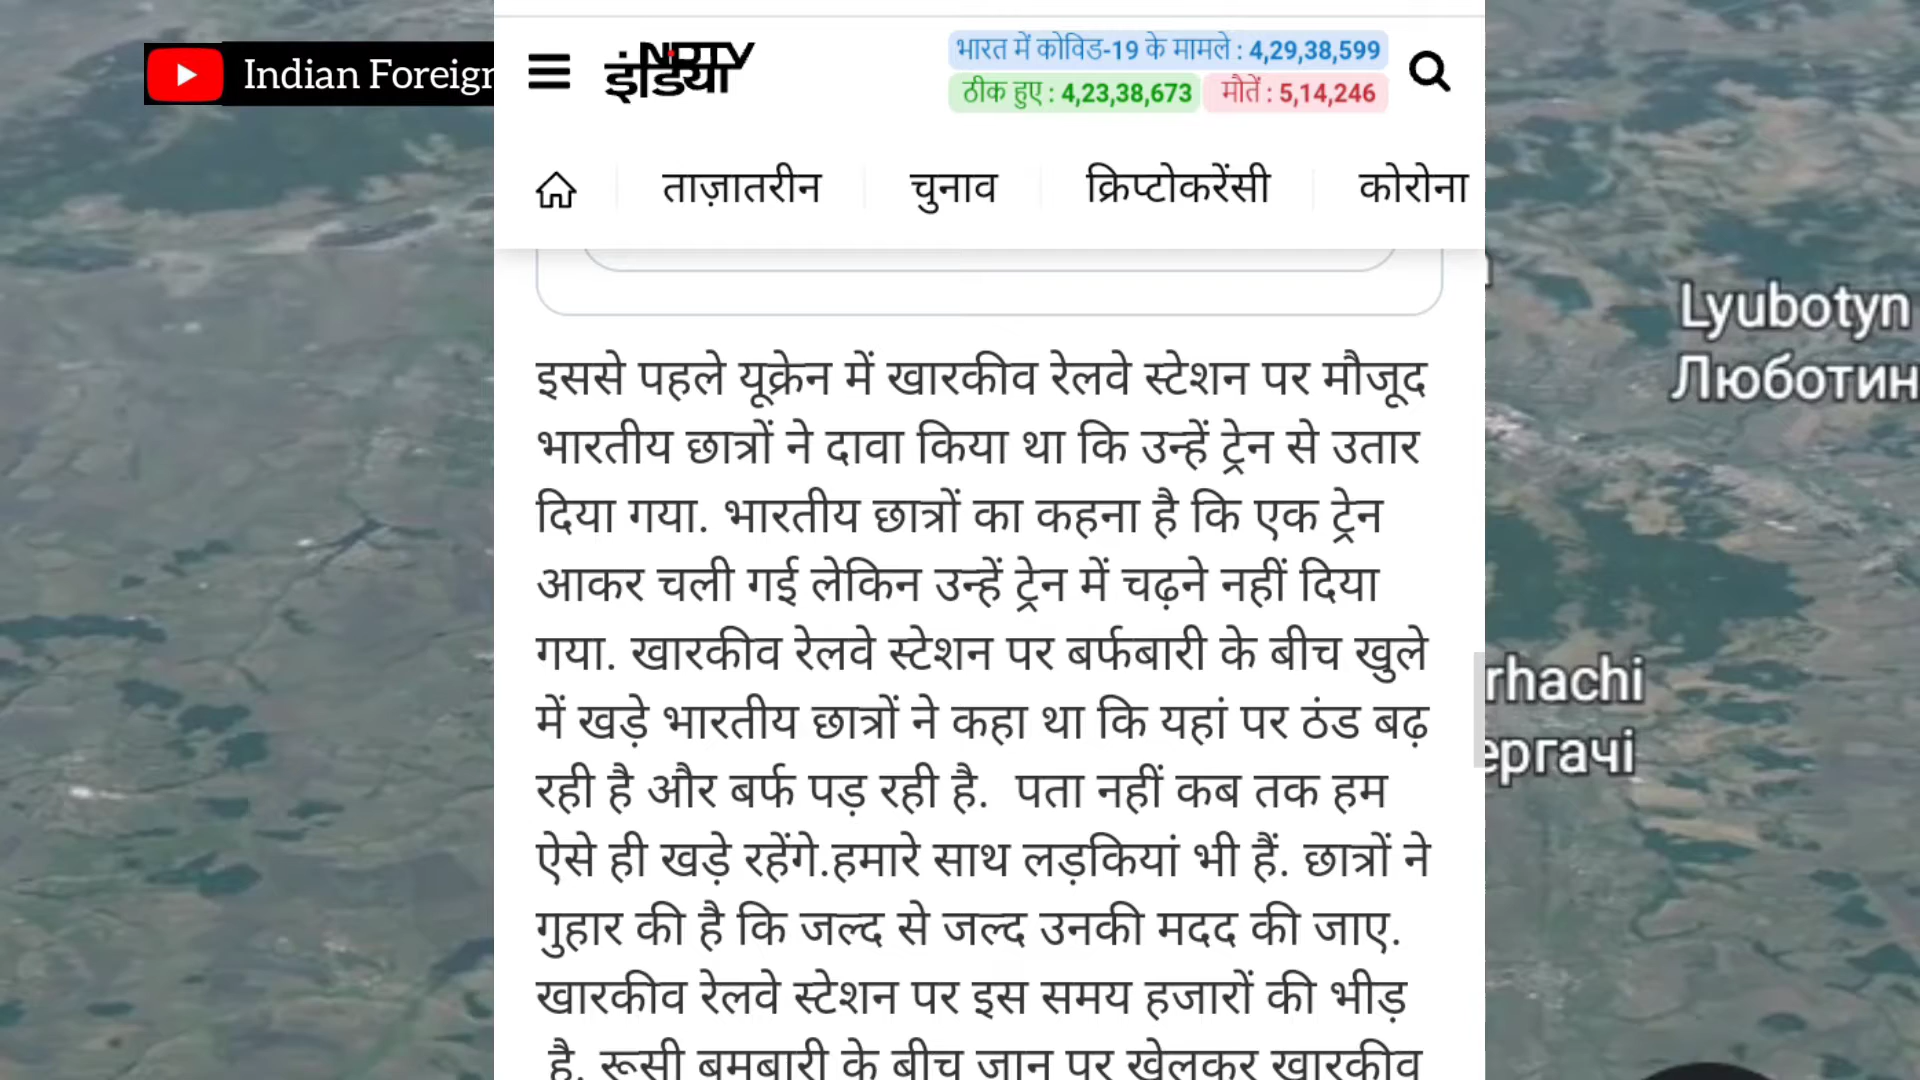 Indian Foreign
NDTV
इंडिया
भारत में कोविड-19 के मामले : 4,29,38,599
ठीक हुए : 4,23,38,673 मौतें : 5,14,246
ताज़ातरीन चुनाव क्रिप्टोकरेंसी कोरोना
इससे पहले यूक्रेन में खारकीव रेलवे स्टेशन पर मौजूद
भारतीय छात्रों ने दावा किया था कि उन्हें ट्रेन से उतार
दिया गया. भारतीय छात्रों का कहना है कि एक ट्रेन
आकर चली गई लेकिन उन्हें ट्रेन में चढ़ने नहीं दिया
गया. खारकीव रेलवे स्टेशन पर बर्फबारी के बीच खुले
में खड़े भारतीय छात्रों ने कहा था कि यहां पर ठंड बढ़
रही है और बर्फ पड़ रही है. पता नहीं कब तक हम
ऐसे ही खड़े रहेंगे.हमारे साथ लड़कियां भी हैं. छात्रों ने
गुहार की है कि जल्द से जल्द उनकी मदद की जाए.
खारकीव रेलवे स्टेशन पर इस समय हजारों की भीड़
है. रूसी बमबारी के बीच जान पर खेलकर खारकीव
Lyubotyn
Люботин
rhachi
ергачі